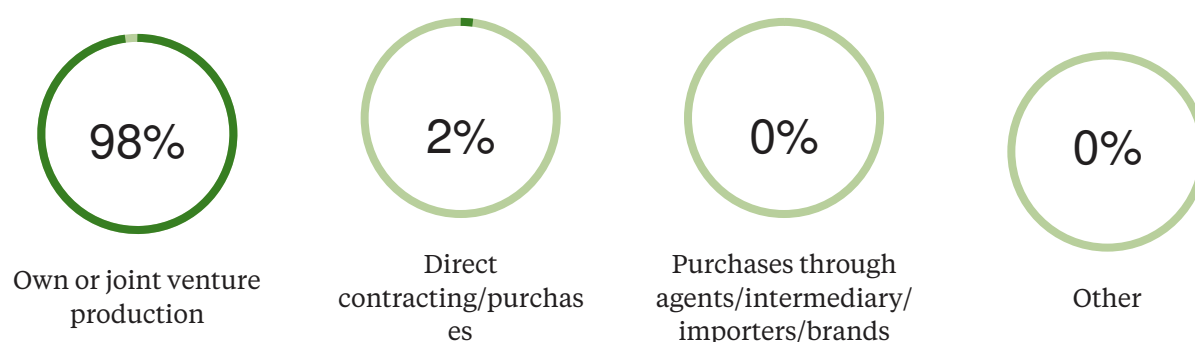 98%
Own or joint venture
production
2%
Direct
contracting/purchas
es
0%
Purchases through
agents/intermediary/
importers/brands
0%
Other